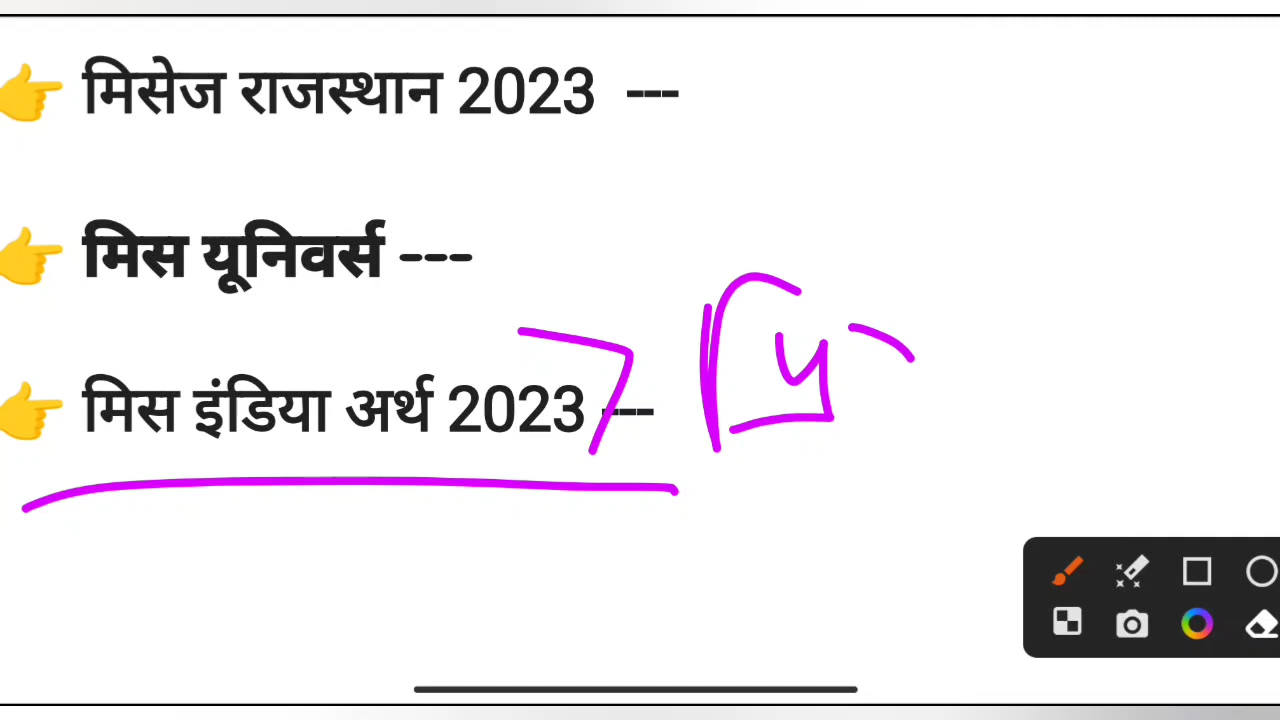 👉 मिसेज राजस्थान 2023 ---
👉 मिस यूनिवर्स ---
👉 मिस इंडिया अर्थ 2023 ---